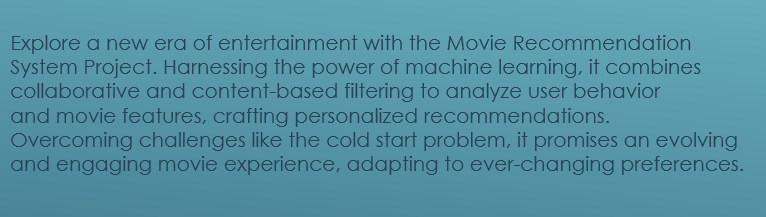 Explore a new era of entertainment with the Movie Recommendation
System Project. Harnessing the power of machine learning, it combines
collaborative and content-based filtering to analyze user behavior
and movie features, crafting personalized recommendations.
Overcoming challenges like the cold start problem, it promises an evolving
and engaging movie experience, adapting to ever-changing preferences.